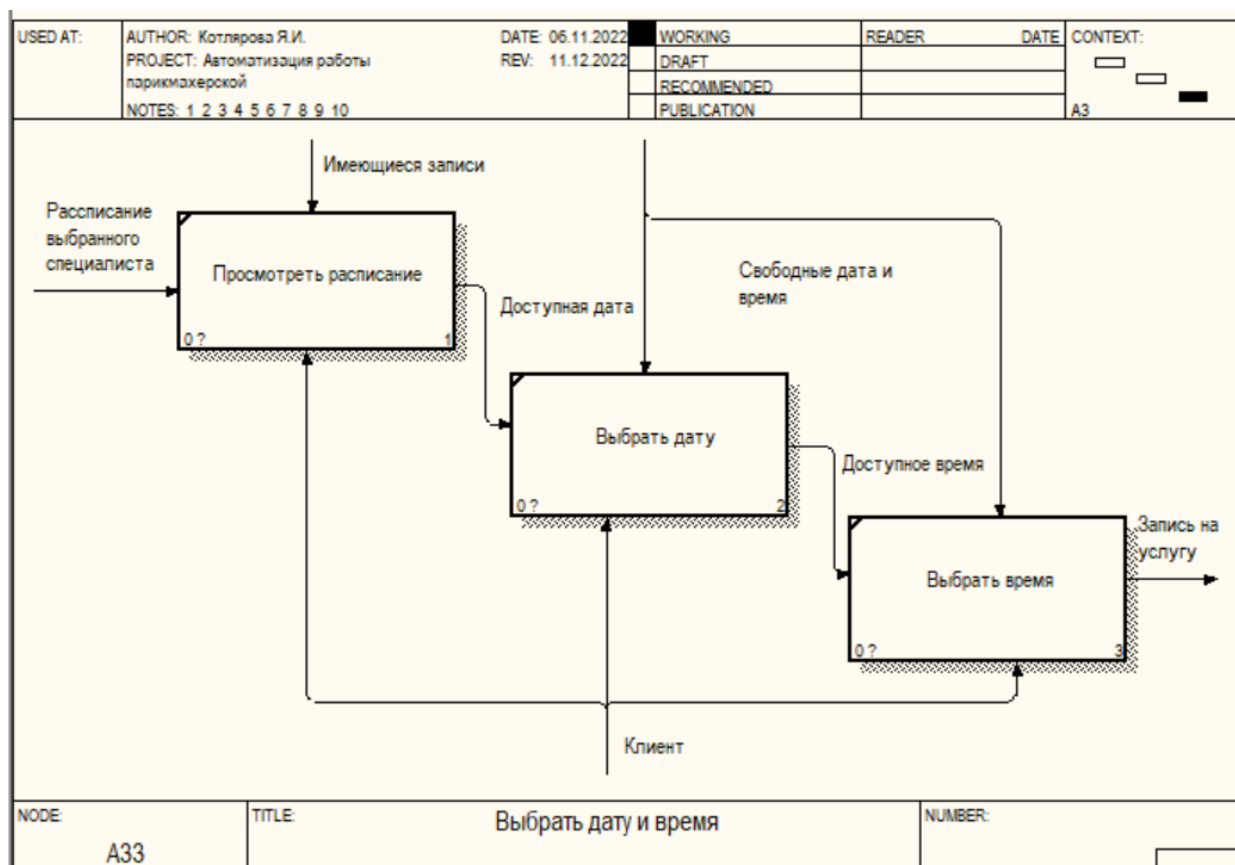 USED AT:
AUTHOR: Котлярова Я.И.
DATE: 06.11.2022
PROJECT: Автоматизация работы
парикмахерской
REV: 11.12.2022
NOTES: 1 2 3 4 5 6 7 8 9 10
WORKING
DRAFT
RECOMMENDED
PUBLICATION
READER
DATE
CONTEXT:
A3
Имеющиеся записи
Рассписание
выбранного
специалиста
Просмотреть расписание
0 ?
1
Доступная дата
Свободные дата и
время
Выбрать дату
0 ?
2
Доступное время
Выбрать время
0 ?
3
Запись на
услугу
Клиент
NODE:
A33
TITLE:
Выбрать дату и время
NUMBER: